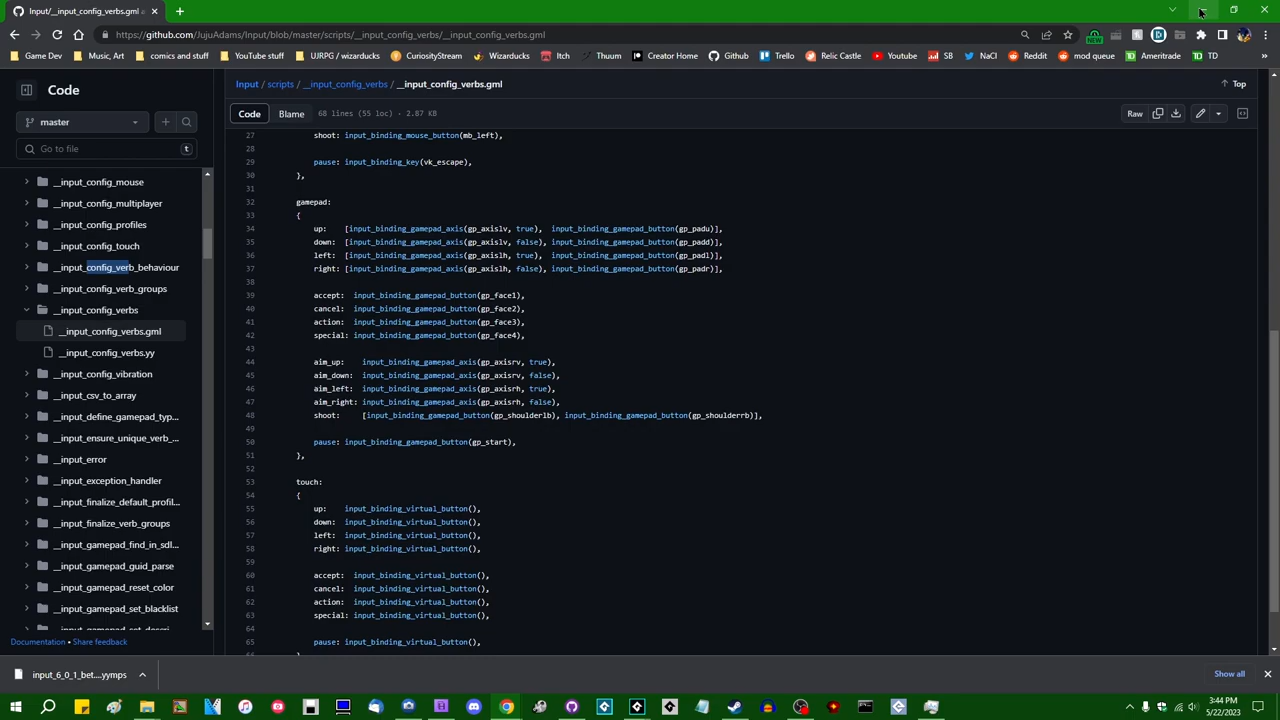 Input/__input_config_verbs.gml a
https://github.com/JujuAdams/Input/blob/master/scripts/__input_config_verbs/__input_config_verbs.gml
Game Dev
Music, Art
comics and stuff
UJRPG / wizarducks
CuriosityStream
Wizarducks
Itch
Thuum
Creator Home
Github
Trello
Youtube
SB
NaCl
Reddit
mod queue
Ameritrade
TD
»
Code
Input / scripts / __input_config_verbs / __input_config_verbs.gml
Top
master
Code
Blame
68 lines (55 loc) · 2.87 KB
Raw
Go to file
t
__input_config_mouse
__input_config_multiplayer
__input_config_profiles
__input_config_touch
__input_config_verb_behaviour
__input_config_verb_groups
__input_config_verbs
__input_config_verbs.gml
__input_config_verbs.yy
__input_config_vibration
__input_csv_to_array
__input_define_gamepad_typ...
__input_ensure_unique_verb_...
__input_error
__input_exception_handler
__input_finalize_default_profil...
__input_finalize_verb_groups
__input_gamepad_find_in_sdl...
__input_gamepad_guid_parse
__input_gamepad_reset_color
__input_gamepad_set_blacklist
__input_gamepad_set_descri...
Documentation • Share feedback
27 shoot: input_binding_mouse_button(mb_left),
28
29 pause: input_binding_key(vk_escape),
30 },
31
32 gamepad:
33 {
34 up: [input_binding_gamepad_axis(gp_axislv, true), input_binding_gamepad_button(gp_padu)],
35 down: [input_binding_gamepad_axis(gp_axislv, false), input_binding_gamepad_button(gp_padd)],
36 left: [input_binding_gamepad_axis(gp_axislh, true), input_binding_gamepad_button(gp_padl)],
37 right: [input_binding_gamepad_axis(gp_axislh, false), input_binding_gamepad_button(gp_padr)],
38
39 accept: input_binding_gamepad_button(gp_face1),
40 cancel: input_binding_gamepad_button(gp_face2),
41 action: input_binding_gamepad_button(gp_face3),
42 special: input_binding_gamepad_button(gp_face4),
43
44 aim_up: input_binding_gamepad_axis(gp_axisrv, true),
45 aim_down: input_binding_gamepad_axis(gp_axisrv, false),
46 aim_left: input_binding_gamepad_axis(gp_axisrh, true),
47 aim_right: input_binding_gamepad_axis(gp_axisrh, false),
48 shoot: [input_binding_gamepad_button(gp_shoulderlb), input_binding_gamepad_button(gp_shoulderrb)],
49
50 pause: input_binding_gamepad_button(gp_start),
51 },
52
53 touch:
54 {
55 up: input_binding_virtual_button(),
56 down: input_binding_virtual_button(),
57 left: input_binding_virtual_button(),
58 right: input_binding_virtual_button(),
59
60 accept: input_binding_virtual_button(),
61 cancel: input_binding_virtual_button(),
62 action: input_binding_virtual_button(),
63 special: input_binding_virtual_button(),
64
65 pause: input_binding_virtual_button(),
input_6_0_1_bet....yymps
Show all
3:44 PM
5/22/2023